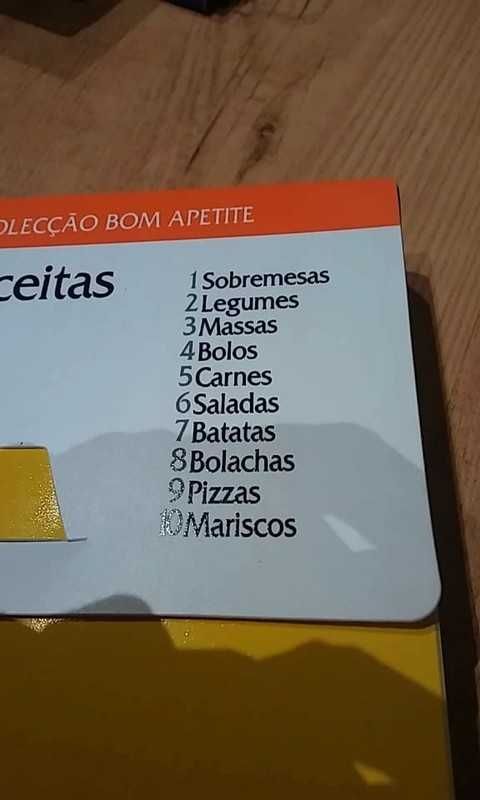 OLECÇÃO BOM APETITE
ceitas
1 Sobremesas
2 Legumes
3 Massas
4 Bolos
5 Carnes
6 Saladas
7 Batatas
8 Bolachas
9 Pizzas
10 Mariscos